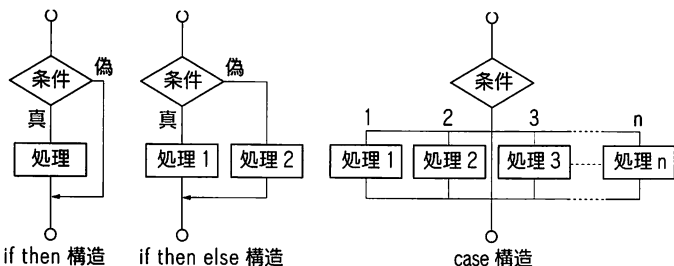 条件 偽
真
処理
if then 構造
条件 偽
真
処理1 処理2
if then else 構造
条件
1 2 3 n
処理1 処理2 処理3 処理n
case 構造